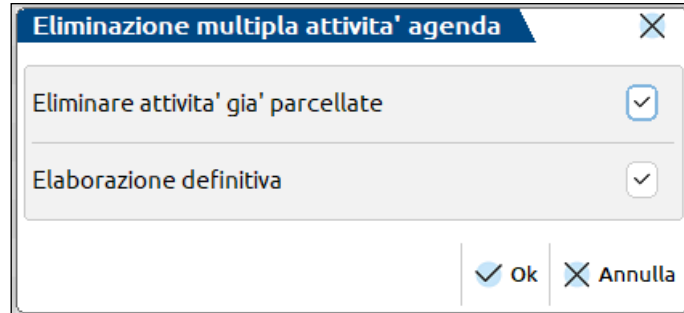 Eliminazione multipla attivita' agenda
Eliminare attivita' gia' parcellate
Elaborazione definitiva
Ok Annulla